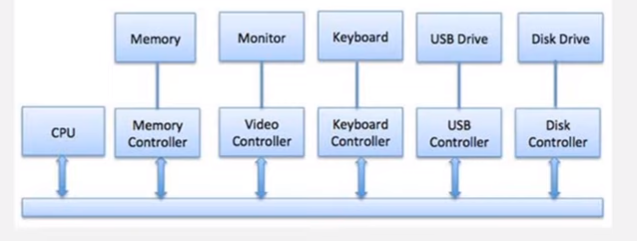 Memory
Monitor
Keyboard
USB Drive
Disk Drive
CPU
Memory
Controller
Video
Controller
Keyboard
Controller
USB
Controller
Disk
Controller